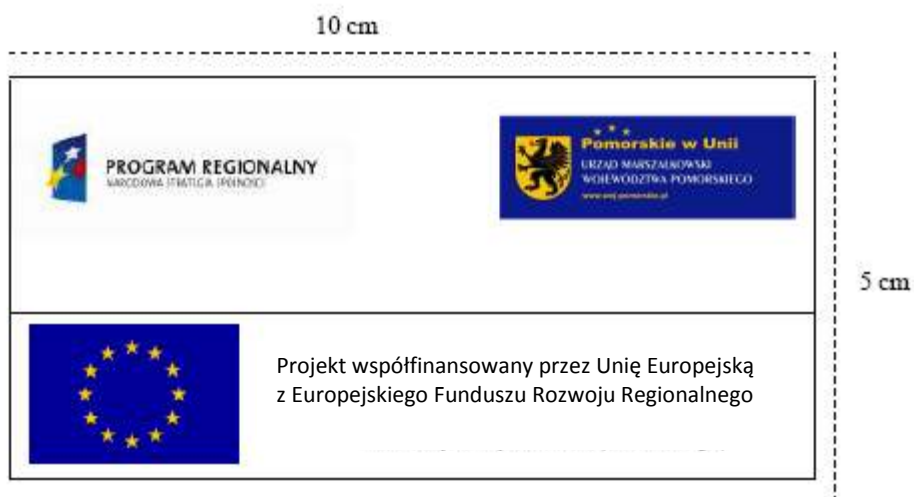 10 cm
PROGRAM REGIONALNY
NARODOWA STRATEGIA SPÓJNOŚCI
Pomorskie w Unii
URZĄD MARSZAŁKOWSKI
WOJEWÓDZTWA POMORSKIEGO
5 cm
Projekt współfinansowany przez Unię Europejską
z Europejskiego Funduszu Rozwoju Regionalnego